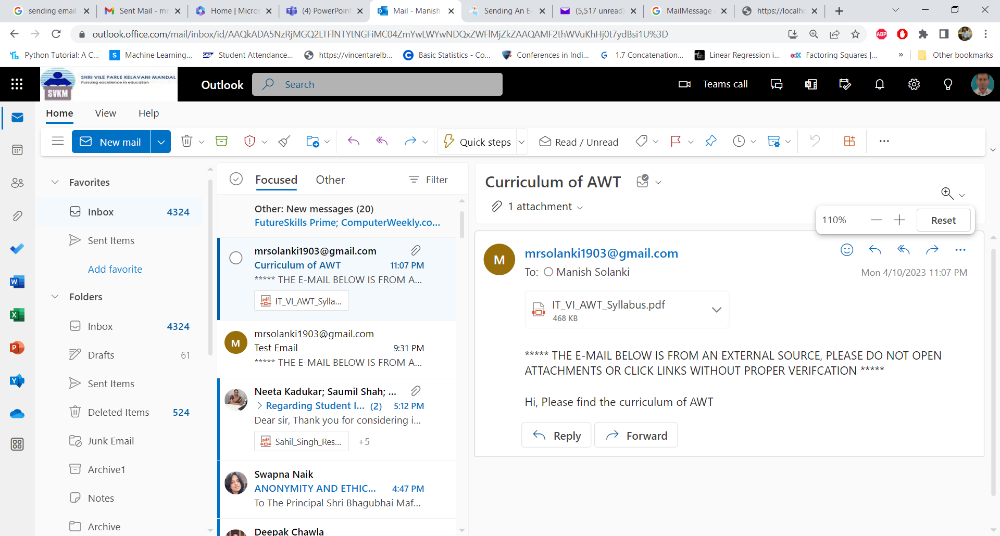 sending email
Sent Mail - mr
Home | Micros
(4) PowerPoint
Mail - Manish
Sending An E-
(5,517 unread)
MailMessage
https://localho
outlook.office.com/mail/inbox/id/AAQkADA5NzRjMGQ2LTFlNTYtNGFiMC04ZmYwLWYwNDQxZWFlMjZkZAAQAMF2thWVuKhHj0t7ydBsi1U%3D
ABP
Python Tutorial: A C...
Machine Learning...
Student Attendance...
https://vincentarelb...
Basic Statistics - Co...
Conferences in Indi...
1.7 Concatenation...
Linear Regression i...
Factoring Squares |...
»
Other bookmarks
SHRI VILE PARLE KELAVANI MANDAL
Pursuing excellence in education
SVKM
Outlook
Search
Teams call
Home
View
Help
New mail
Quick steps
Read / Unread
Favorites
Inbox 4324
Sent Items
Add favorite
Folders
Inbox 4324
Drafts 61
Sent Items
Deleted Items 524
Junk Email
Archive1
Notes
Archive
Focused
Other
Filter
Other: New messages (20)
FutureSkills Prime; ComputerWeekly.co...
mrsolanki1903@gmail.com
Curriculum of AWT 11:07 PM
***** THE E-MAIL BELOW IS FROM A...
IT_VI_AWT_Sylla...
M
mrsolanki1903@gmail.com
Test Email 9:31 PM
***** THE E-MAIL BELOW IS FROM A...
Neeta Kadukar; Saumil Shah; ...
Regarding Student I... (2) 5:12 PM
Dear sir, Thank you for considering i...
Sahil_Singh_Res... +5
Swapna Naik
ANONYMITY AND ETHIC... 4:47 PM
To The Principal Shri Bhagubhai Maf...
Deepak Chawla
Curriculum of AWT
1 attachment
110%
Reset
M
mrsolanki1903@gmail.com
To: Manish Solanki
Mon 4/10/2023 11:07 PM
IT_VI_AWT_Syllabus.pdf
468 KB
***** THE E-MAIL BELOW IS FROM AN EXTERNAL SOURCE, PLEASE DO NOT OPEN
ATTACHMENTS OR CLICK LINKS WITHOUT PROPER VERIFCATION *****
Hi, Please find the curriculum of AWT
Reply
Forward